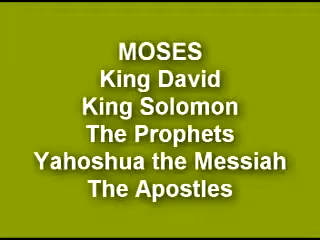 MOSES
King David
King Solomon
The Prophets
Yahoshua the Messiah
The Apostles